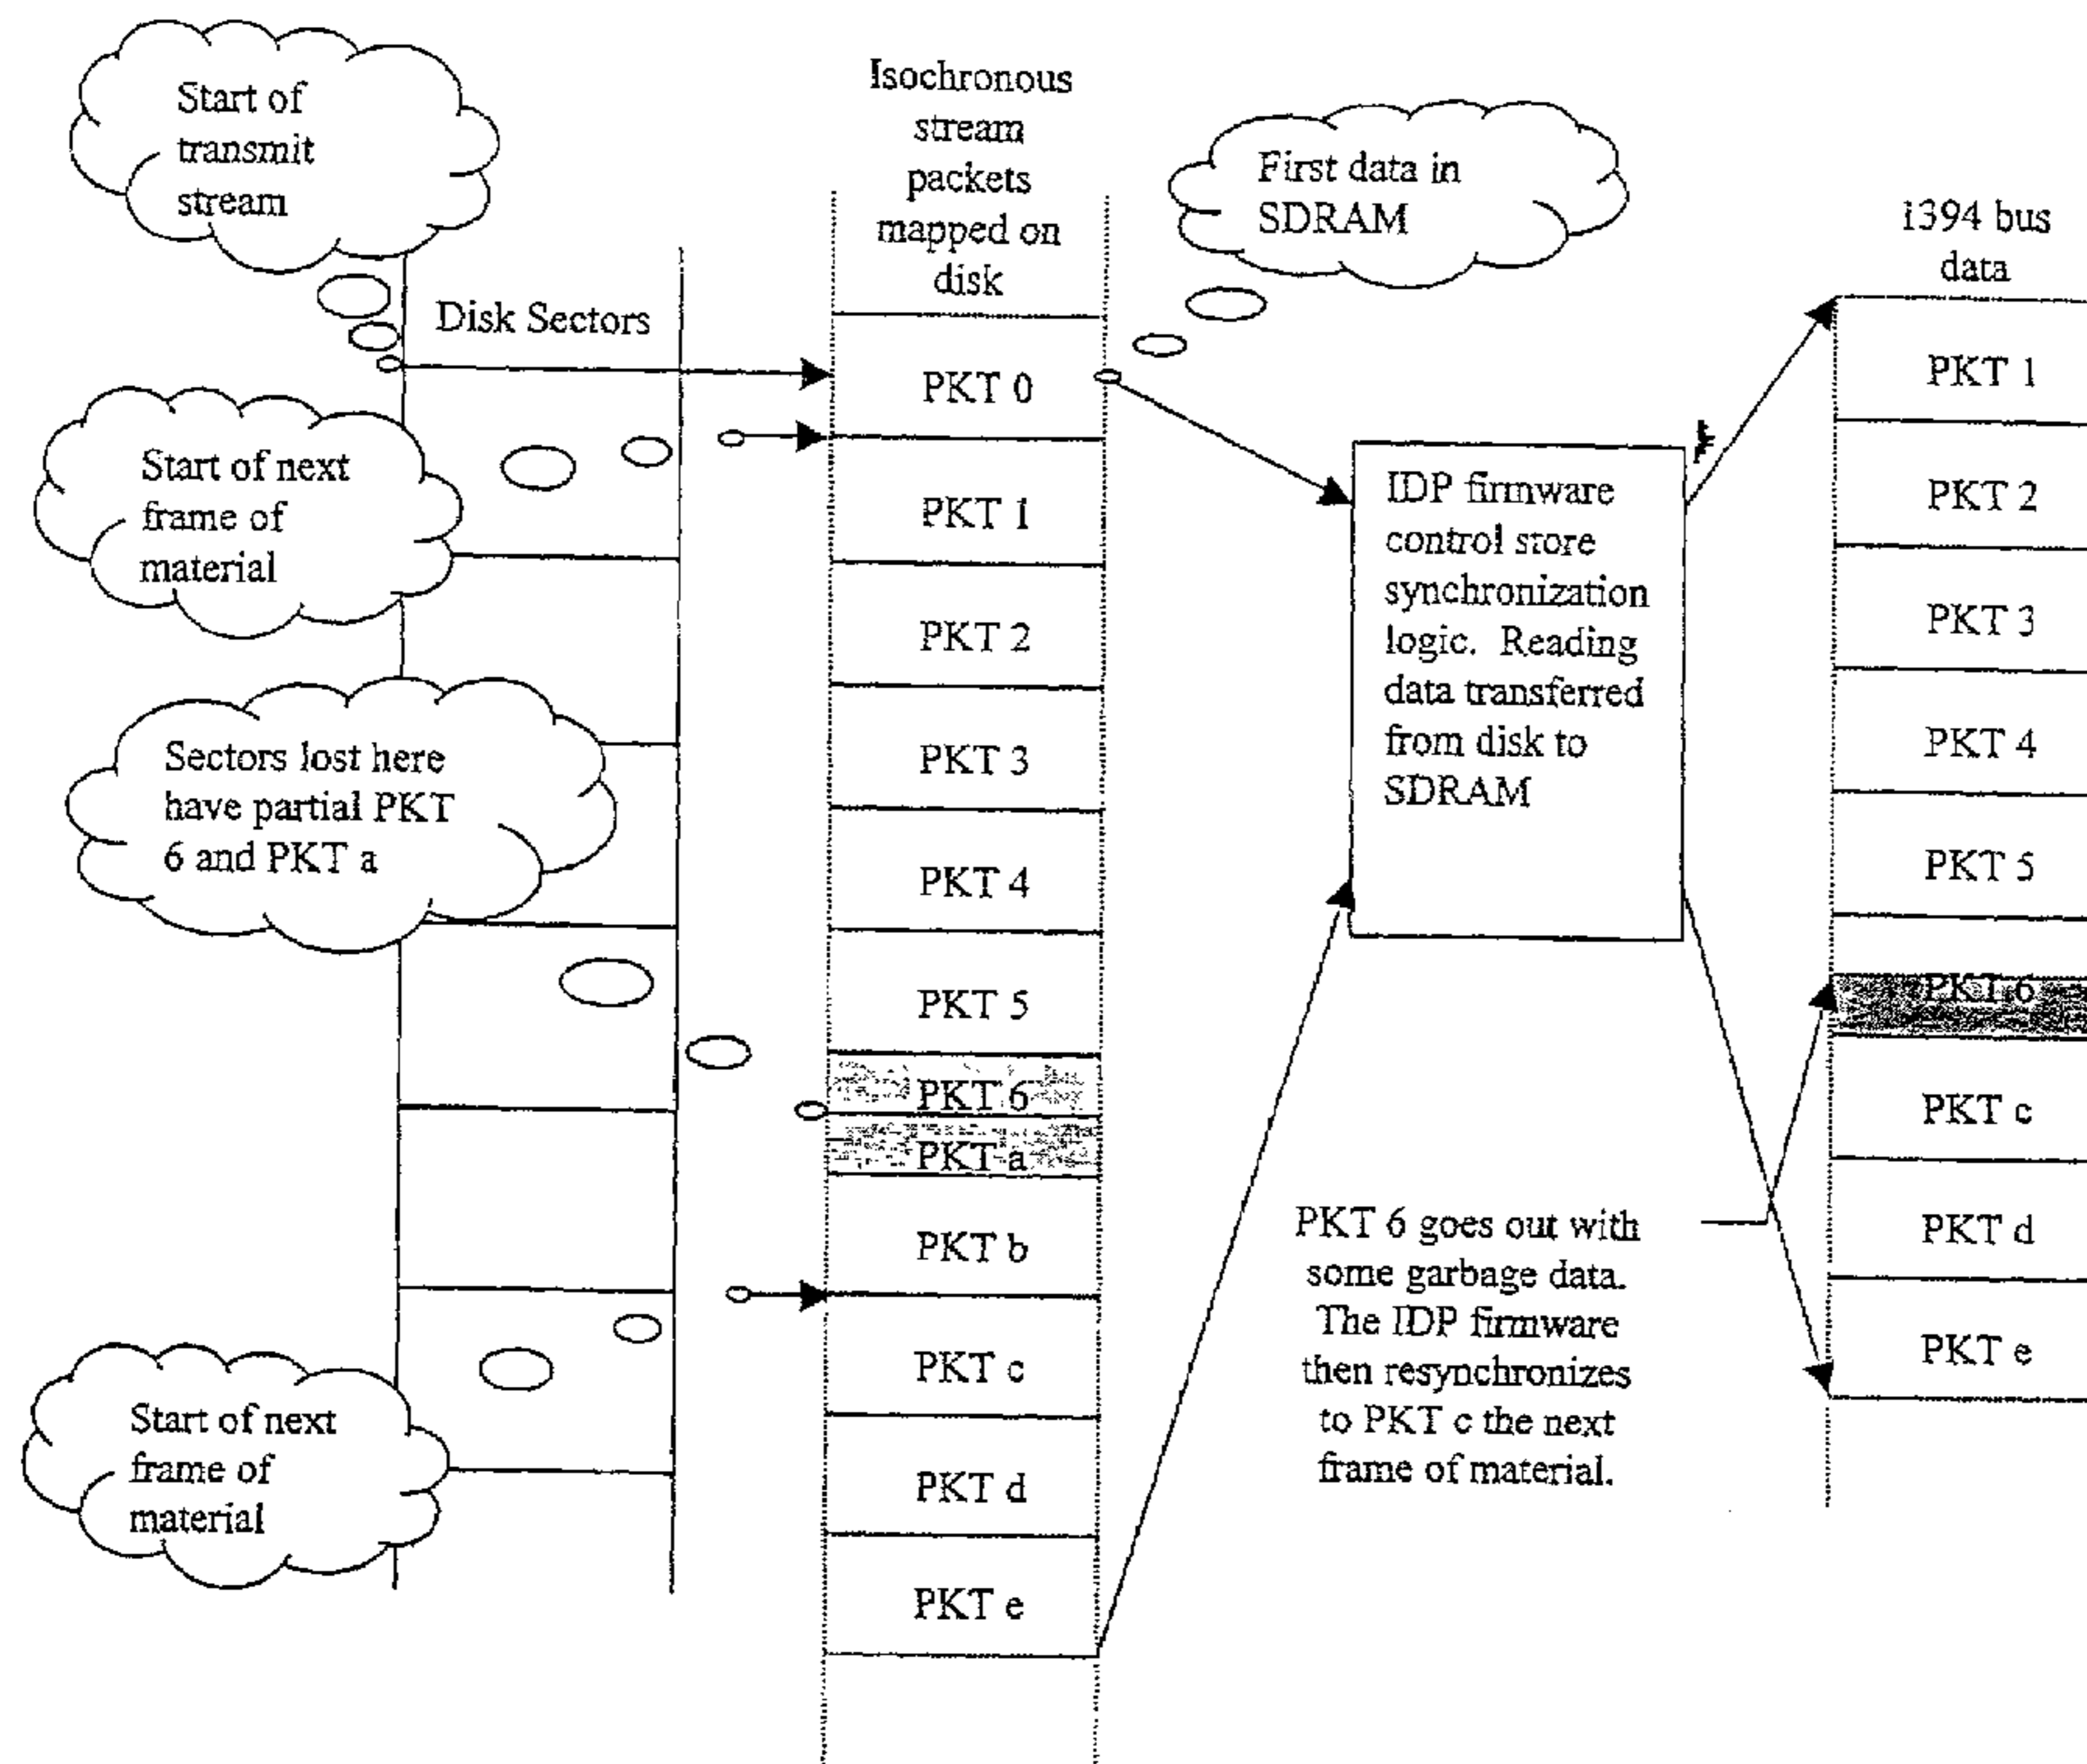 Start of
transmit
stream
Disk Sectors
Start of next
frame of
material
Sectors lost here
have partial PKT
6 and PKT a
Start of next
frame of
material
Isochronous
stream
packets
mapped on
disk
PKT 0
PKT 1
PKT 2
PKT 3
PKT 4
PKT 5
PKT 6
PKT a
PKT b
PKT c
PKT d
PKT e
First data in
SDRAM
IDP firmware
control store
synchronization
logic. Reading
data transferred
from disk to
SDRAM
PKT 6 goes out with
some garbage data.
The IDP firmware
then resynchronizes
to PKT c the next
frame of material.
1394 bus
data
PKT 1
PKT 2
PKT 3
PKT 4
PKT 5
PKT 6
PKT c
PKT d
PKT e